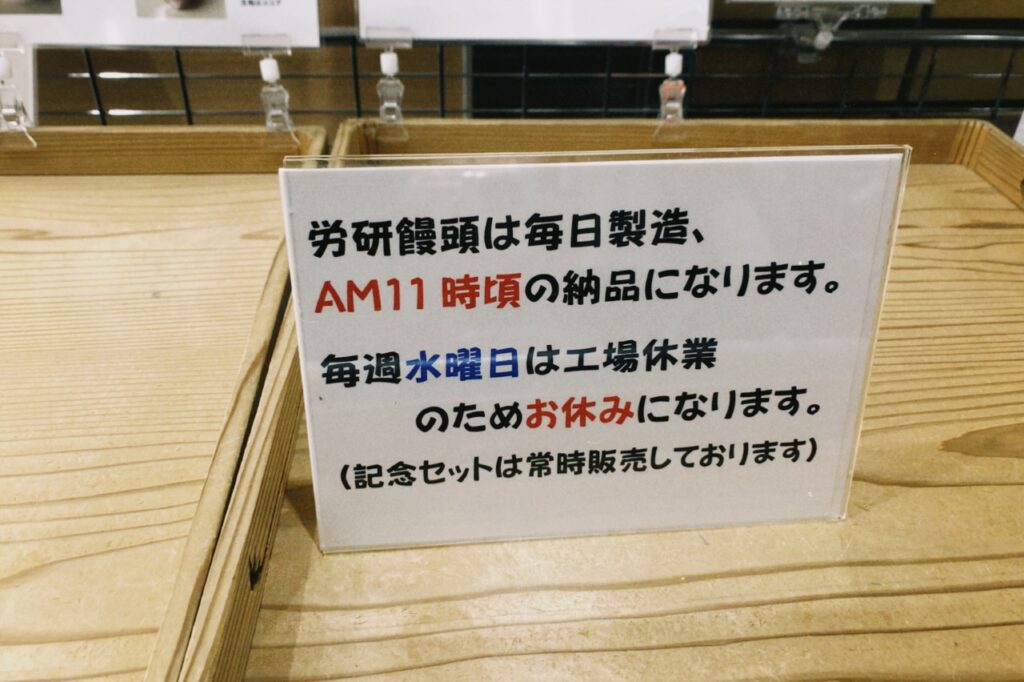 労研饅頭は毎日製造、
AM11時頃の納品になります。
毎週水曜日は工場休業
のためお休みになります。
(記念セットは常時販売しております)